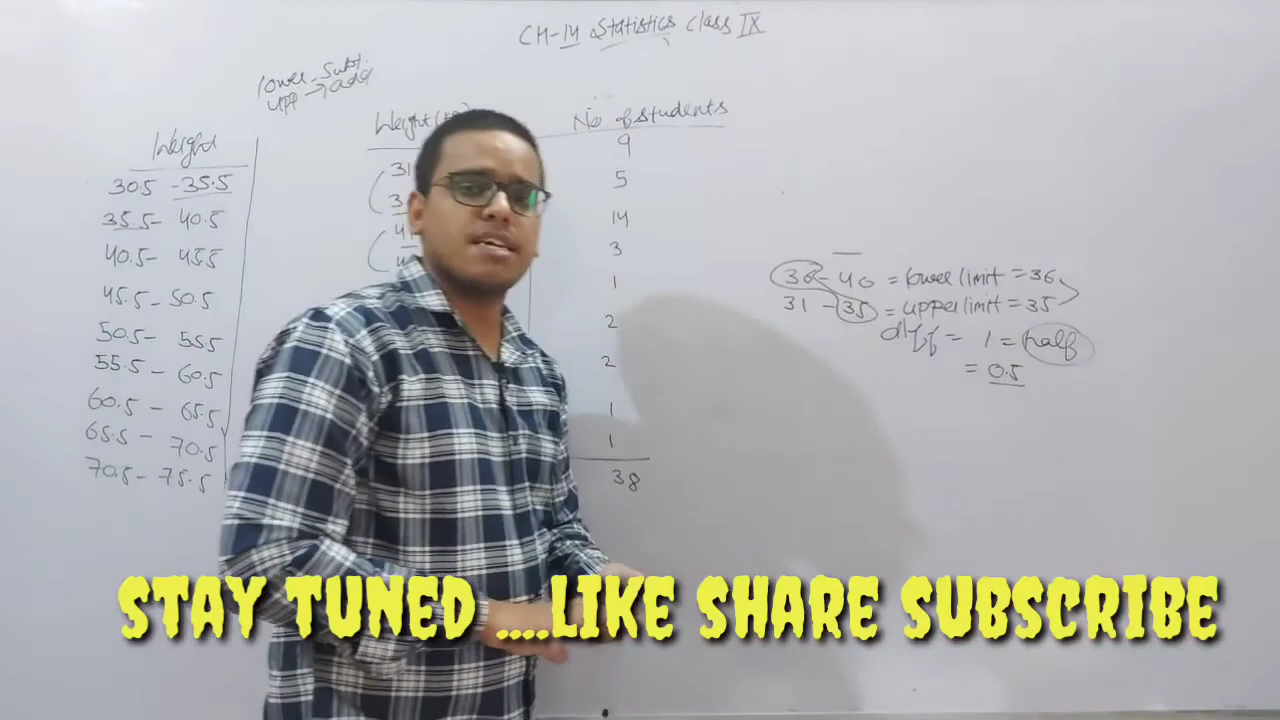 CH-14 Statistics Class IX
lower - Subt.
upp → add
Weight
30.5 - 35.5
35.5 - 40.5
40.5 - 45.5
45.5 - 50.5
50.5 - 55.5
55.5 - 60.5
60.5 - 65.5
65.5 - 70.5
70.5 - 75.5
31
3
No. of students
9
5
14
3
1
2
2
1
1
38
36 - 40 = lower limit = 36
31 - 35 = upper limit = 35
diff = 1 = half
= 0.5
STAY TUNED ....LIKE SHARE SUBSCRIBE